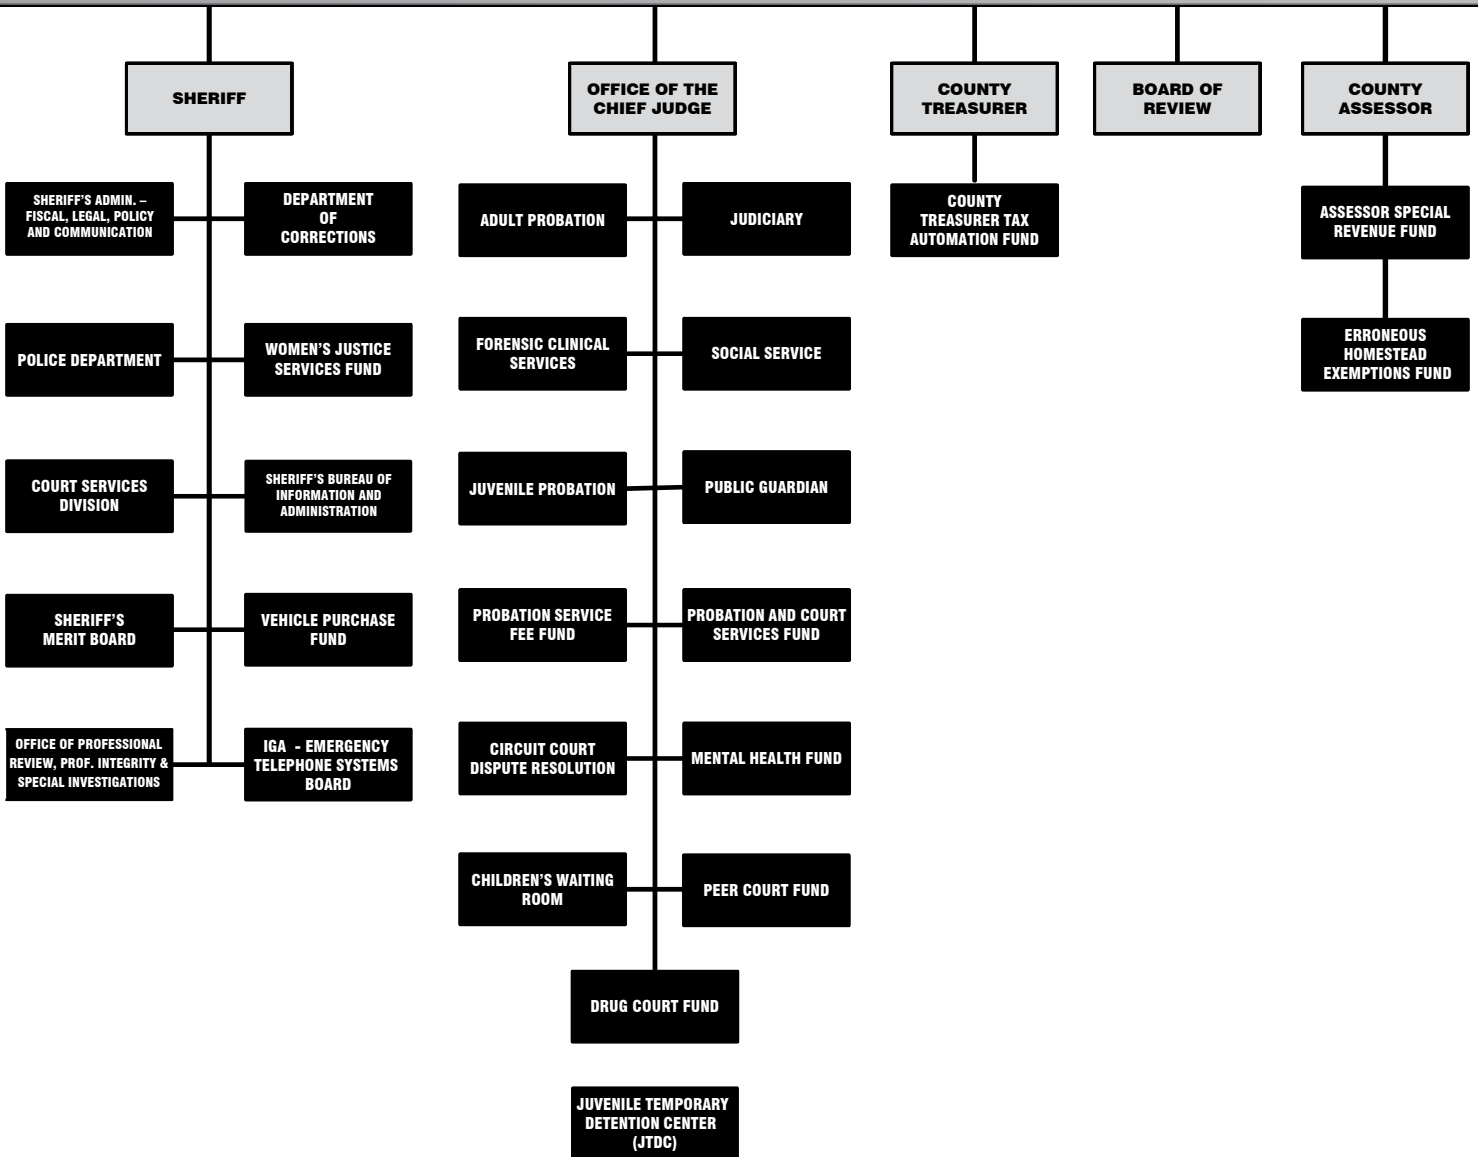 SHERIFF
OFFICE OF THE
CHIEF JUDGE
COUNTY
TREASURER
BOARD OF
REVIEW
COUNTY
ASSESSOR
SHERIFF'S ADMIN. –
FISCAL, LEGAL, POLICY
AND COMMUNICATION
DEPARTMENT
OF
CORRECTIONS
POLICE DEPARTMENT
WOMEN'S JUSTICE
SERVICES FUND
COURT SERVICES
DIVISION
SHERIFF'S BUREAU OF
INFORMATION AND
ADMINISTRATION
SHERIFF'S
MERIT BOARD
VEHICLE PURCHASE
FUND
OFFICE OF PROFESSIONAL
REVIEW, PROF. INTEGRITY &
SPECIAL INVESTIGATIONS
IGA - EMERGENCY
TELEPHONE SYSTEMS
BOARD
ADULT PROBATION
JUDICIARY
FORENSIC CLINICAL
SERVICES
SOCIAL SERVICE
JUVENILE PROBATION
PUBLIC GUARDIAN
PROBATION SERVICE
FEE FUND
PROBATION AND COURT
SERVICES FUND
CIRCUIT COURT
DISPUTE RESOLUTION
MENTAL HEALTH FUND
CHILDREN'S WAITING
ROOM
PEER COURT FUND
DRUG COURT FUND
JUVENILE TEMPORARY
DETENTION CENTER
(JTDC)
COUNTY
TREASURER TAX
AUTOMATION FUND
ASSESSOR SPECIAL
REVENUE FUND
ERRONEOUS
HOMESTEAD
EXEMPTIONS FUND